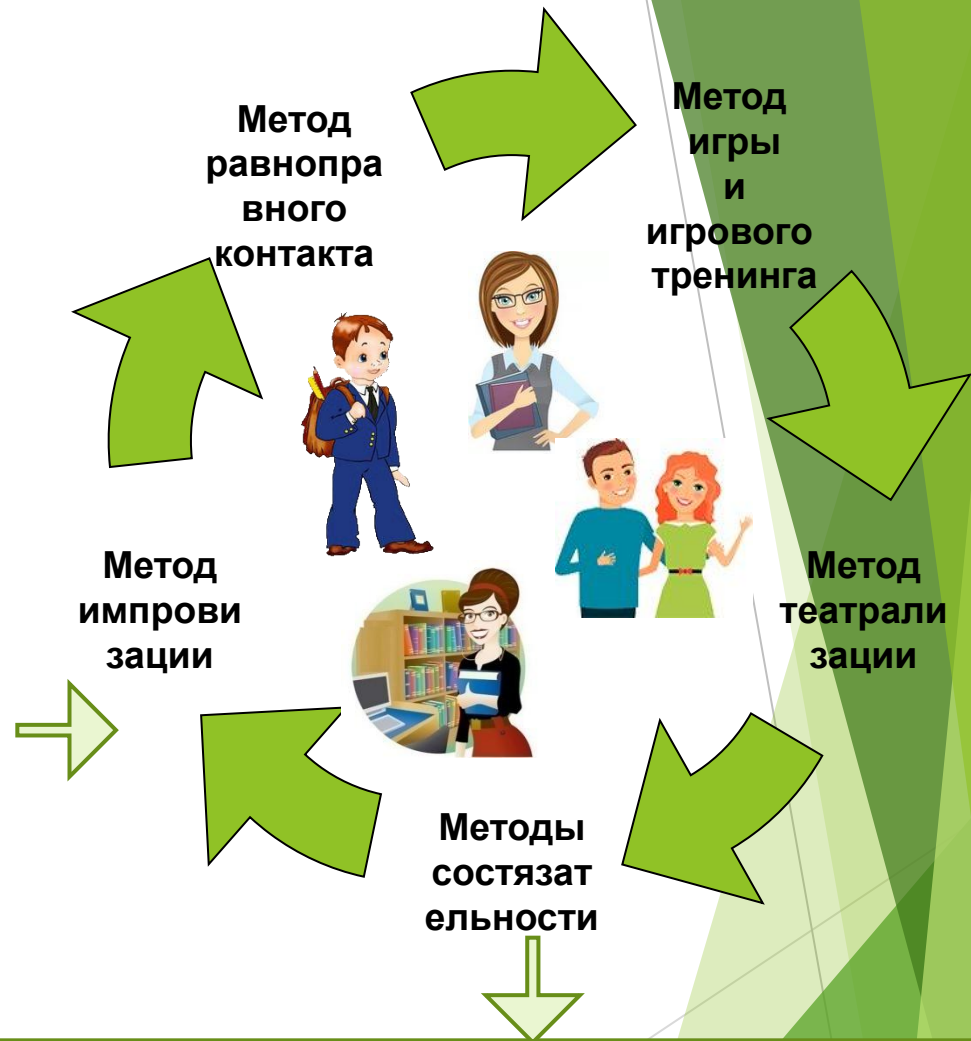 Метод
равнопра
вного
контакта
Метод
игры
и
игрового
тренинга
Метод
театрали
зации
Методы
состязат
ельности
Метод
импрови
зации